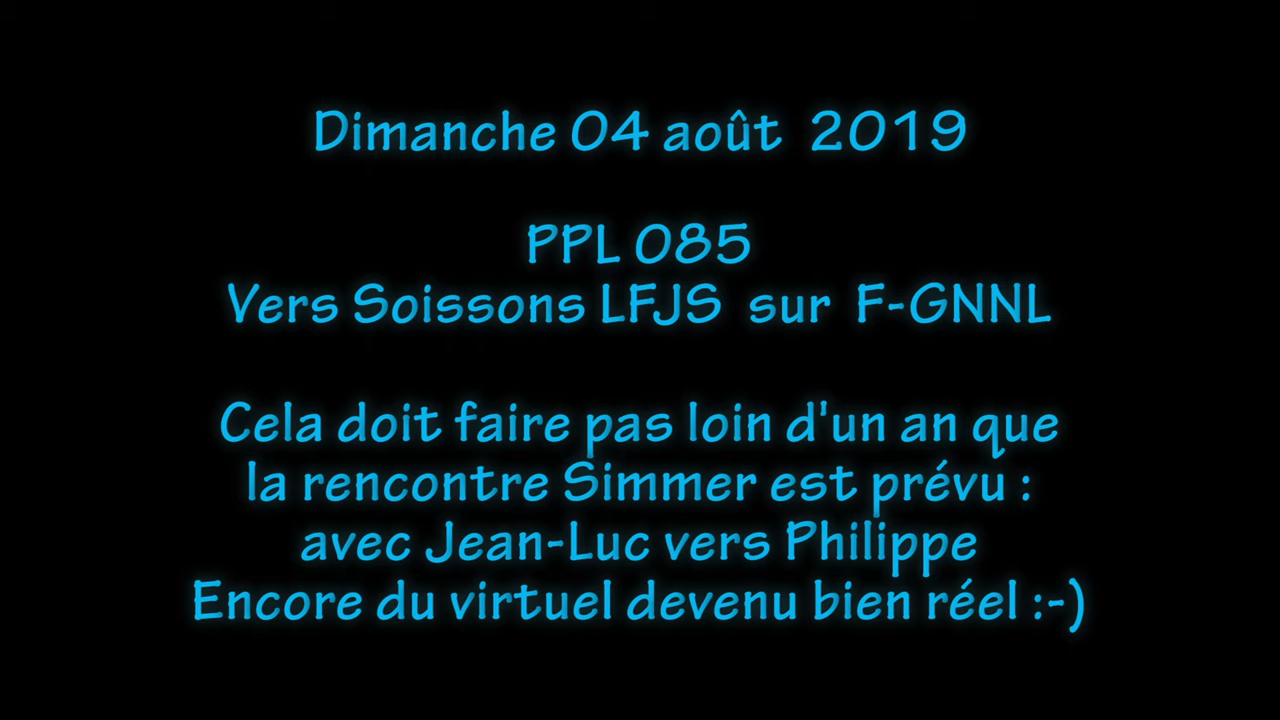 Dimanche 04 août 2019
PPL 085
Vers Soissons LFJS sur F-GNNL
Cela doit faire pas loin d'un an que
la rencontre Simmer est prévu :
avec Jean-Luc vers Philippe
Encore du virtuel devenu bien réel :-)